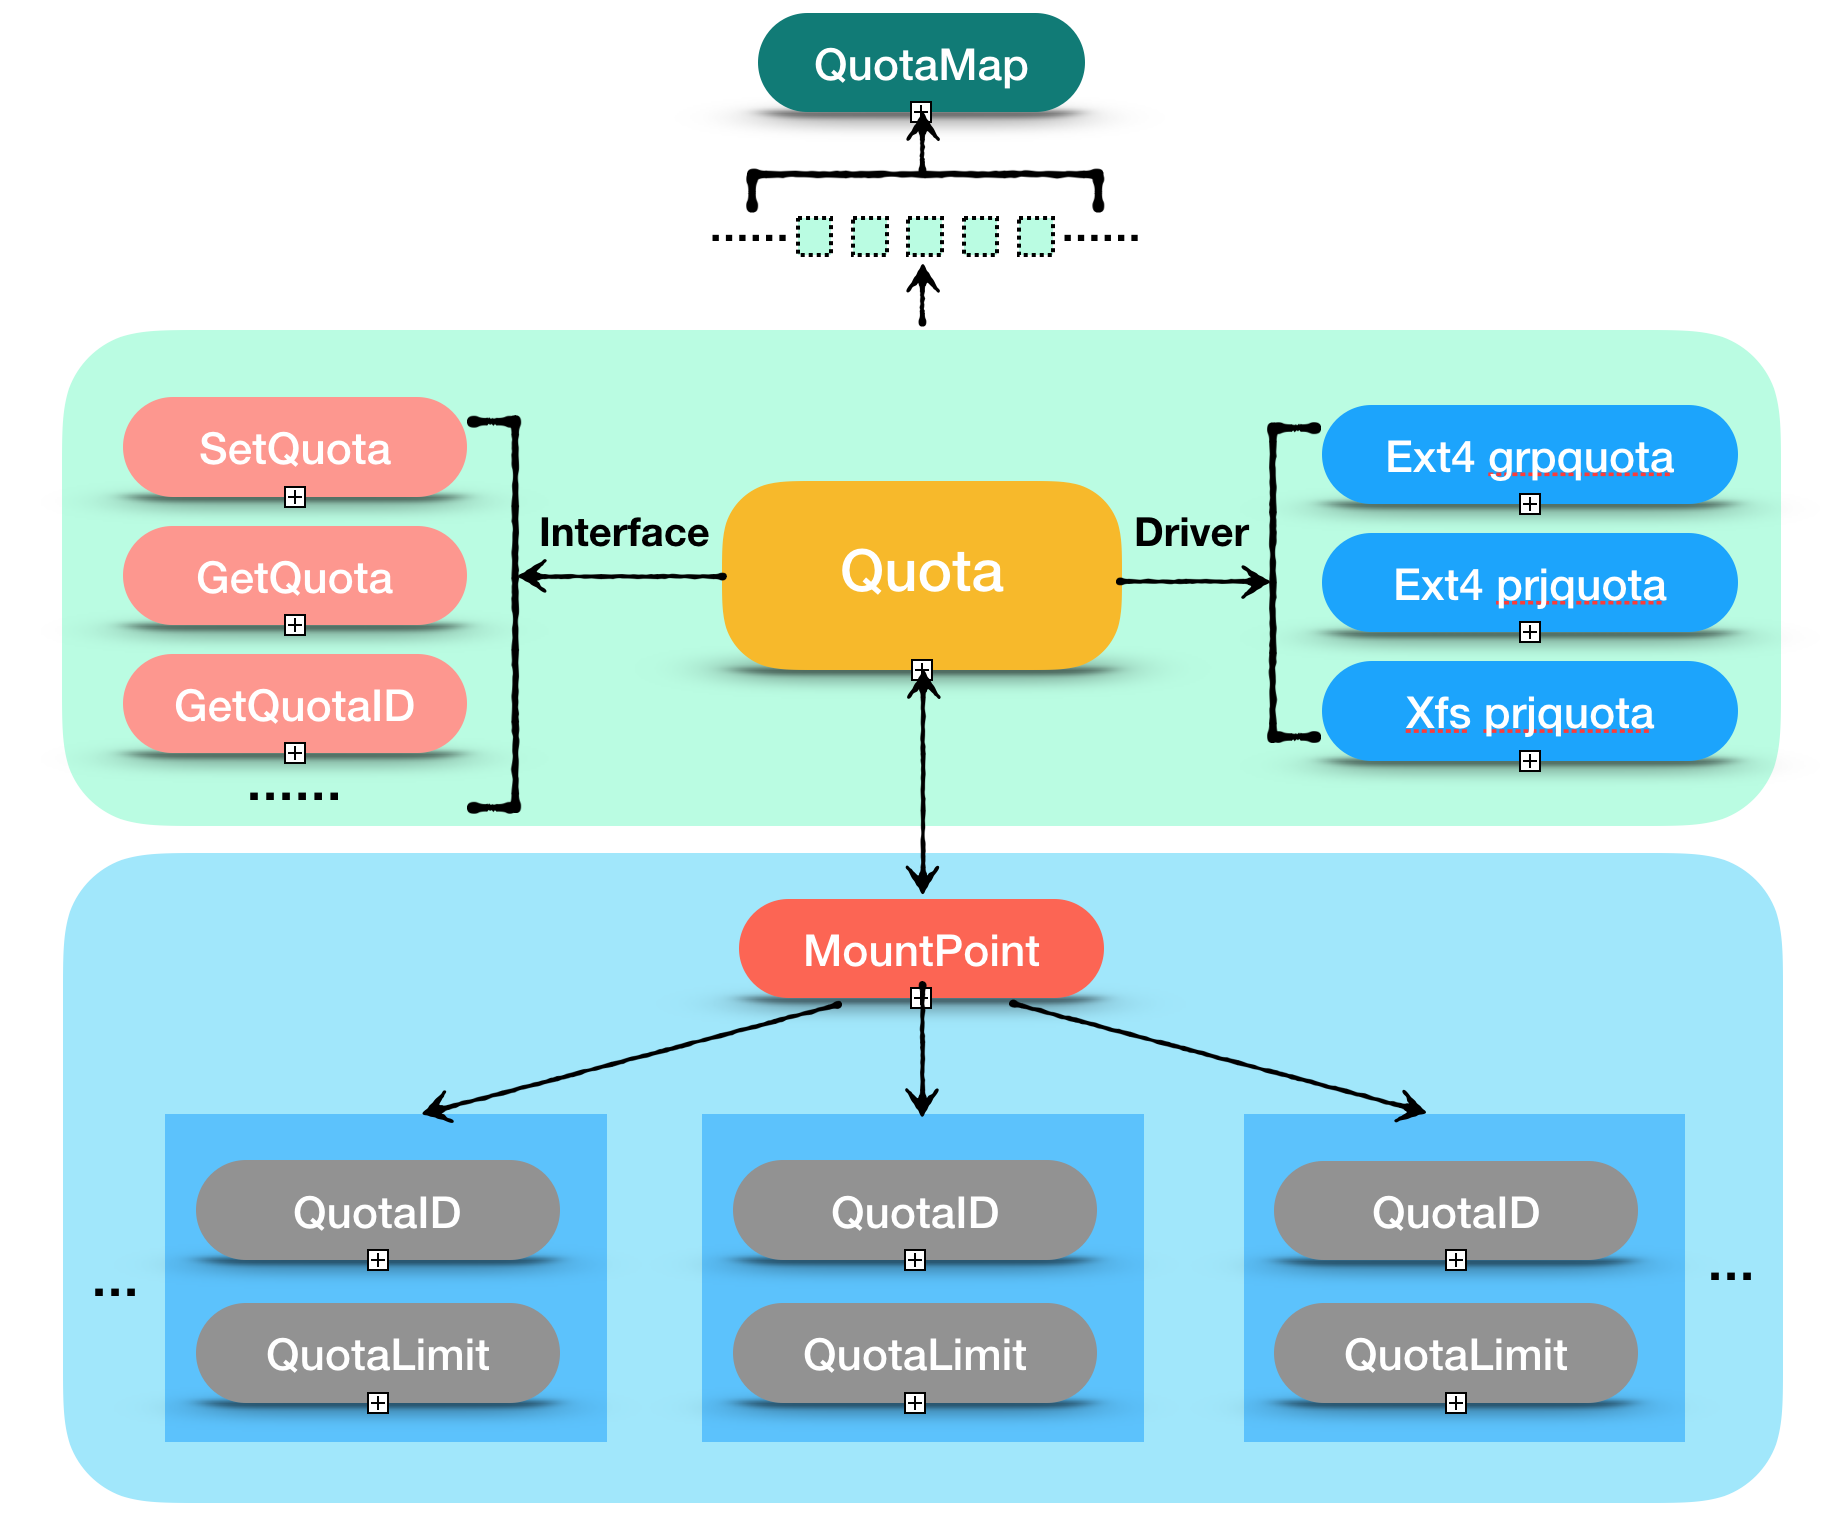 QuotaMap
...... ......
SetQuota
GetQuota
GetQuotaID
......
Interface
Quota
Driver
Ext4 grpquota
Ext4 prjquota
Xfs prjquota
MountPoint
QuotaID
QuotaLimit
QuotaID
QuotaLimit
QuotaID
QuotaLimit
... ...